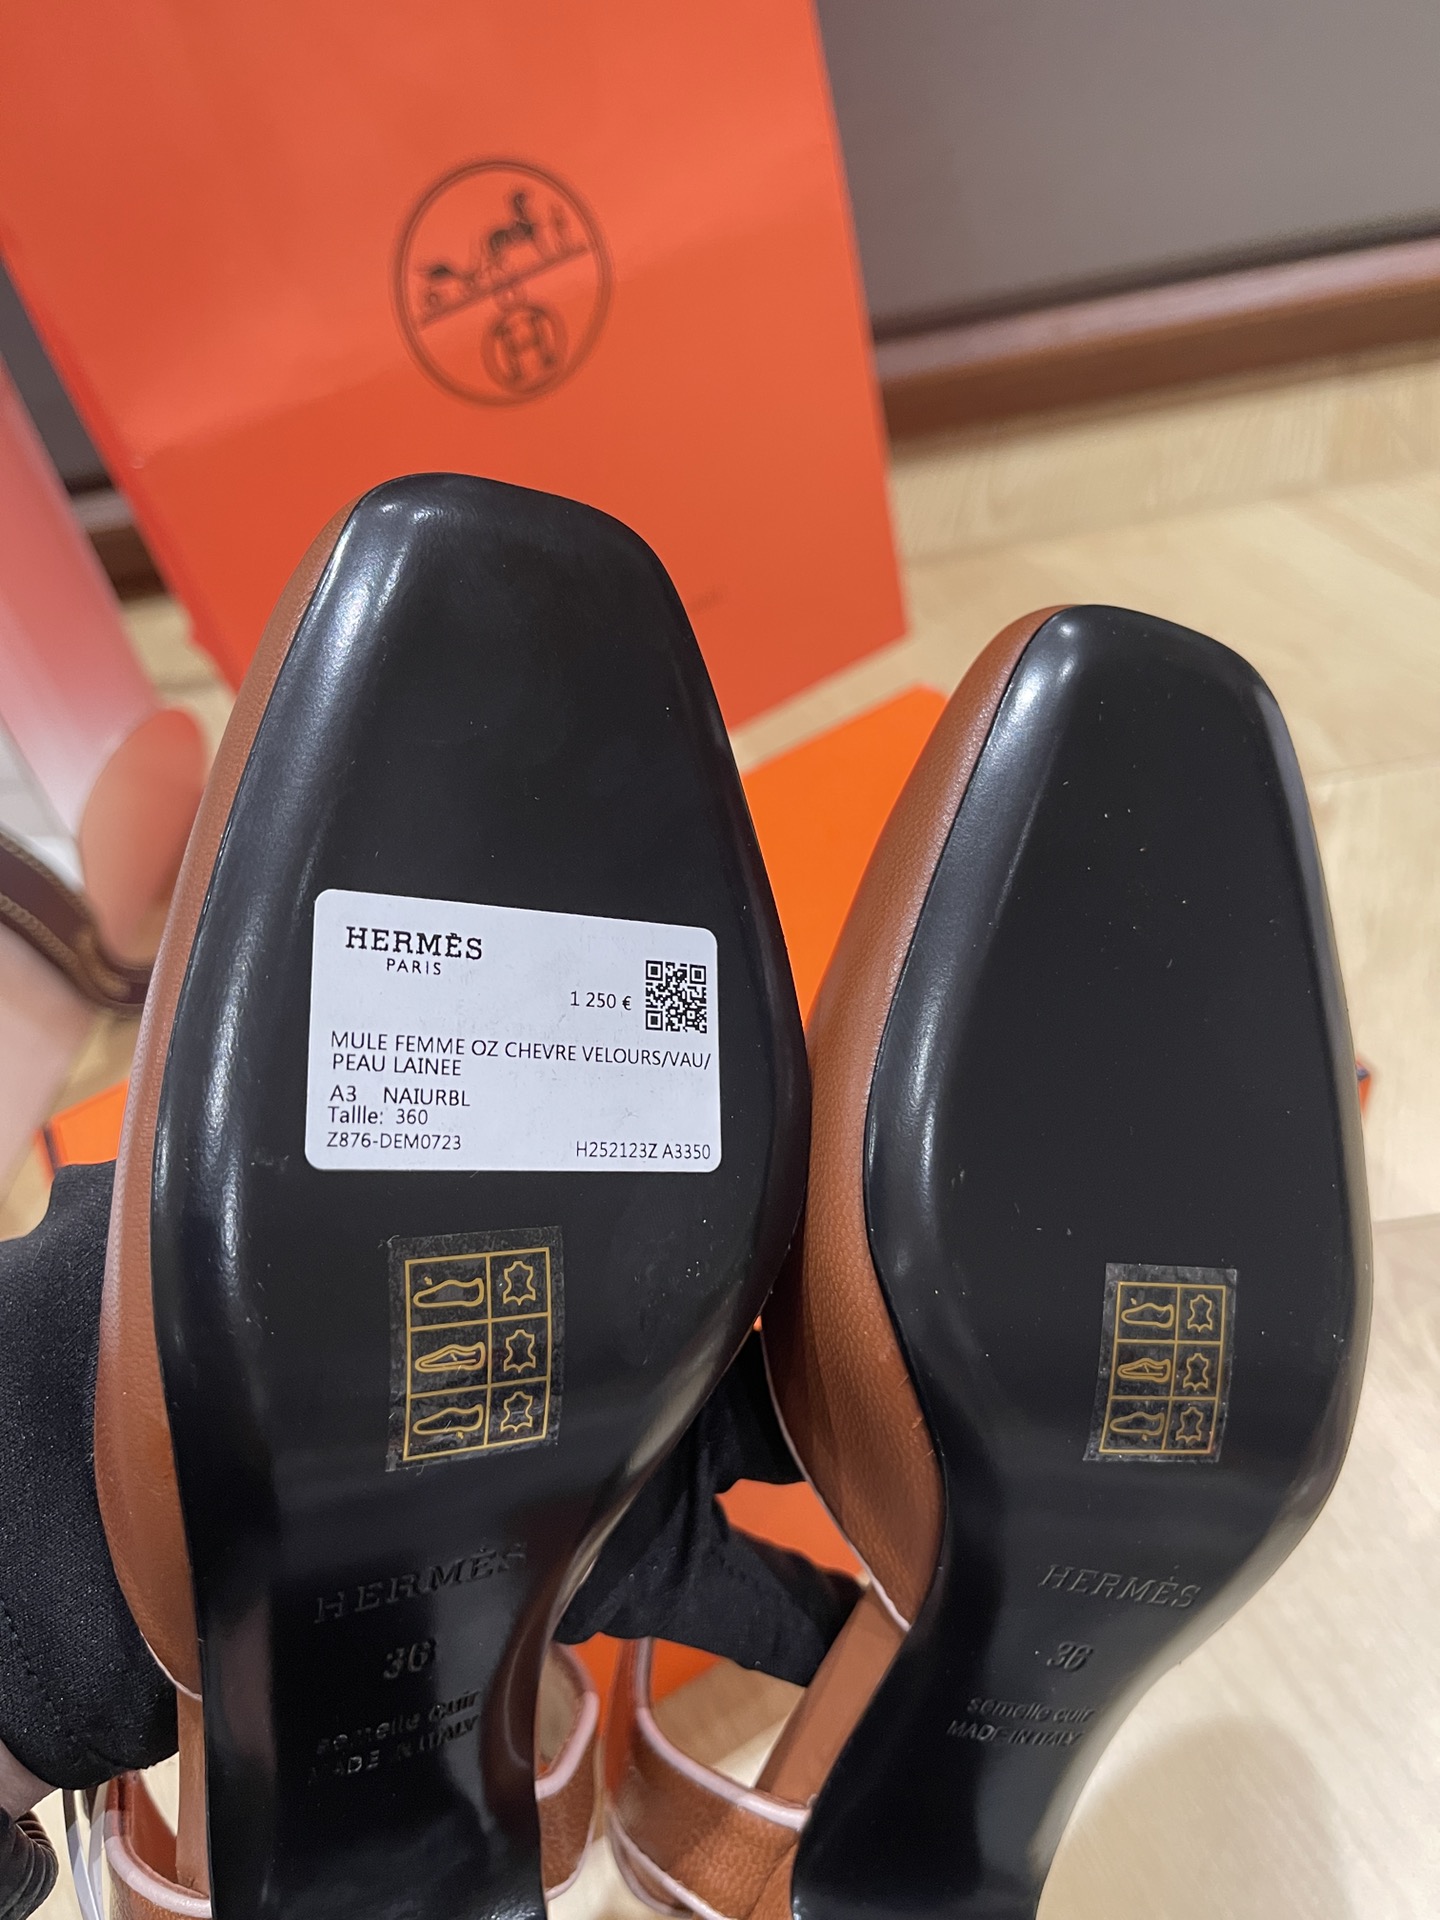 HERMÈS
PARIS
1 250 €
MULE FEMME OZ CHEVRE VELOURS/VAU/
PEAU LAINEE
A3 NAIURBL
Tallle: 360
Z876-DEM0723
H252123Z A3350
HERMÈS
36
semelle cuir
MADE IN ITALY
HERMÈS
36
semelle cuir
MADE IN ITALY